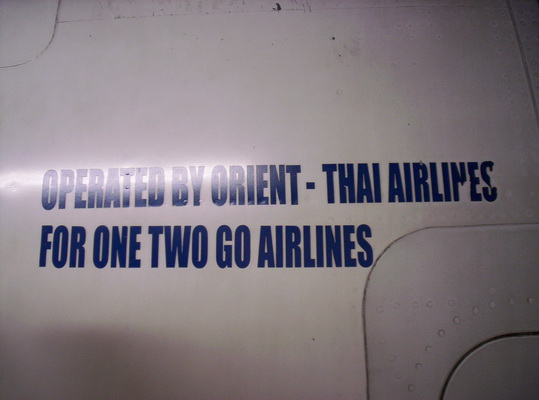 OPERATED BY ORIENT - THAI AIRLINES
FOR ONE TWO GO AIRLINES